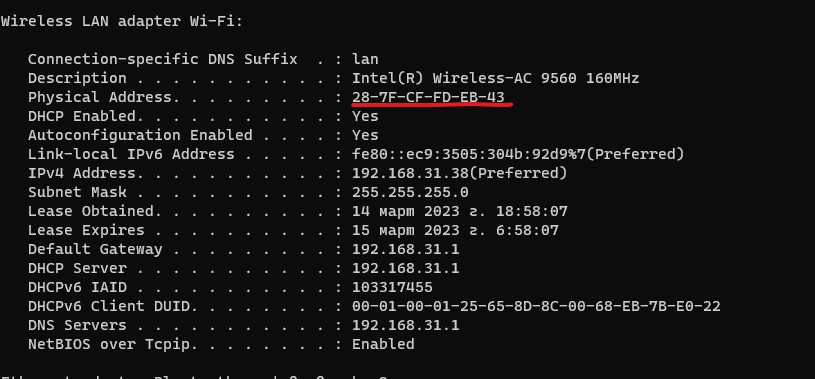 Wireless LAN adapter Wi-Fi:
Connection-specific DNS Suffix  . : lan
Description . . . . . . . . . . . : Intel(R) Wireless-AC 9560 160MHz
Physical Address. . . . . . . . . : 28-7F-CF-FD-EB-43
DHCP Enabled. . . . . . . . . . . : Yes
Autoconfiguration Enabled . . . . : Yes
Link-local IPv6 Address . . . . . : fe80::ec9:3505:304b:92d9%7(Preferred)
IPv4 Address. . . . . . . . . . . : 192.168.31.38(Preferred)
Subnet Mask . . . . . . . . . . . : 255.255.255.0
Lease Obtained. . . . . . . . . . : 14 март 2023 г. 18:58:07
Lease Expires . . . . . . . . . . : 15 март 2023 г. 6:58:07
Default Gateway . . . . . . . . . : 192.168.31.1
DHCP Server . . . . . . . . . . . : 192.168.31.1
DHCPv6 IAID . . . . . . . . . . . : 103317455
DHCPv6 Client DUID. . . . . . . . : 00-01-00-01-25-65-8D-8C-00-68-EB-7B-E0-22
DNS Servers . . . . . . . . . . . : 192.168.31.1
NetBIOS over Tcpip. . . . . . . . : Enabled